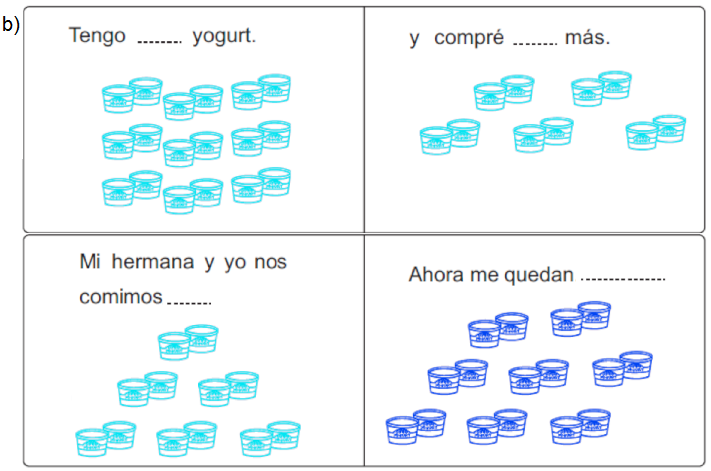 b)
Tengo ....... yogurt.
y compré ....... más.
Mi hermana y yo nos
comimos .......
Ahora me quedan ..............